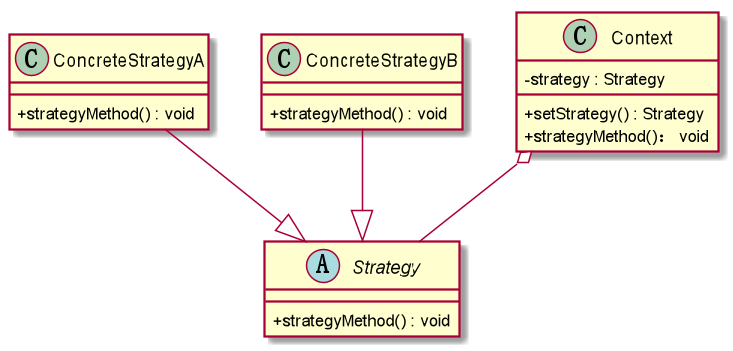 C ConcreteStrategyA
+strategyMethod() : void
C ConcreteStrategyB
+strategyMethod() : void
C Context
-strategy : Strategy
+setStrategy() : Strategy
+strategyMethod()： void
A Strategy
+strategyMethod() : void